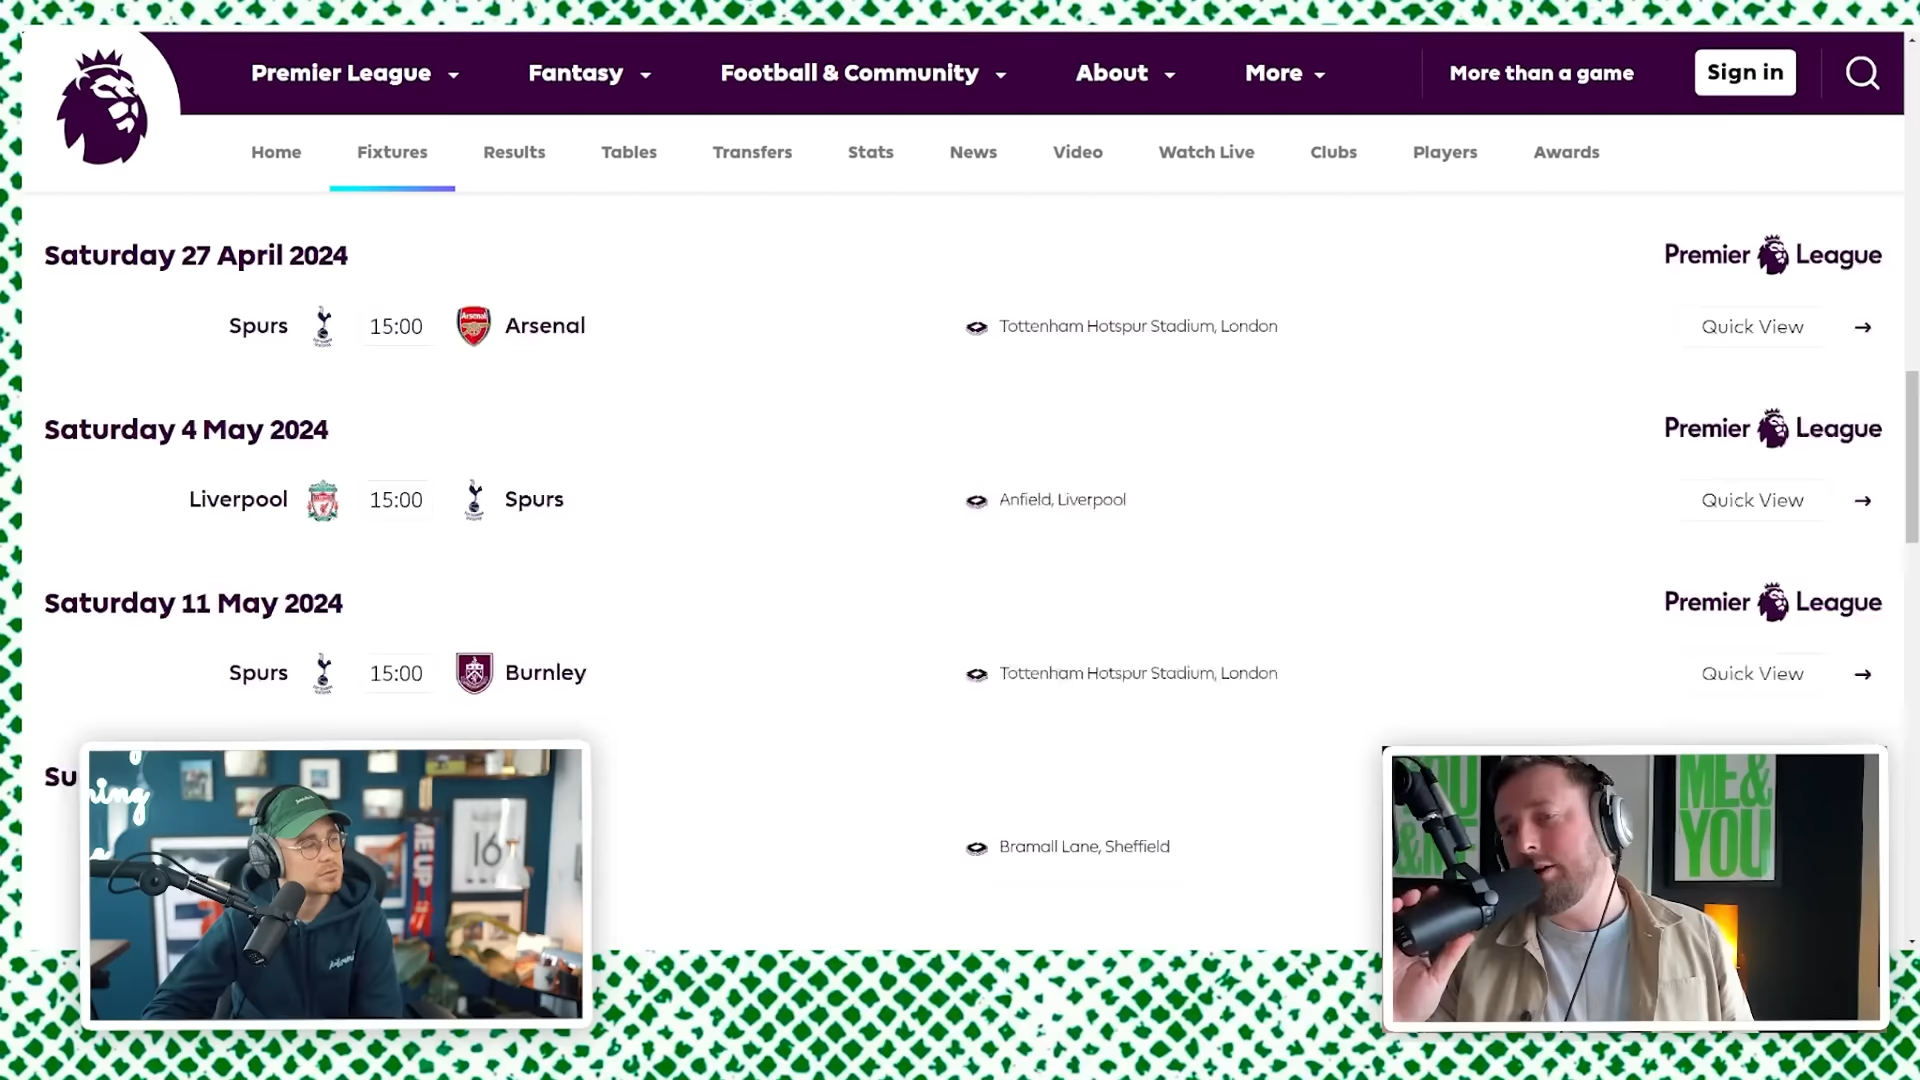 Premier League Fantasy Football & Community About More More than a game Sign in
Home Fixtures Results Tables Transfers Stats News Video Watch Live Clubs Players Awards
Saturday 27 April 2024 Premier League
Spurs 15:00 Arsenal Tottenham Hotspur Stadium, London Quick View
Saturday 4 May 2024 Premier League
Liverpool 15:00 Spurs Anfield, Liverpool Quick View
Saturday 11 May 2024 Premier League
Spurs 15:00 Burnley Tottenham Hotspur Stadium, London Quick View
Su
Bramall Lane, Sheffield
16
ME&
YOU